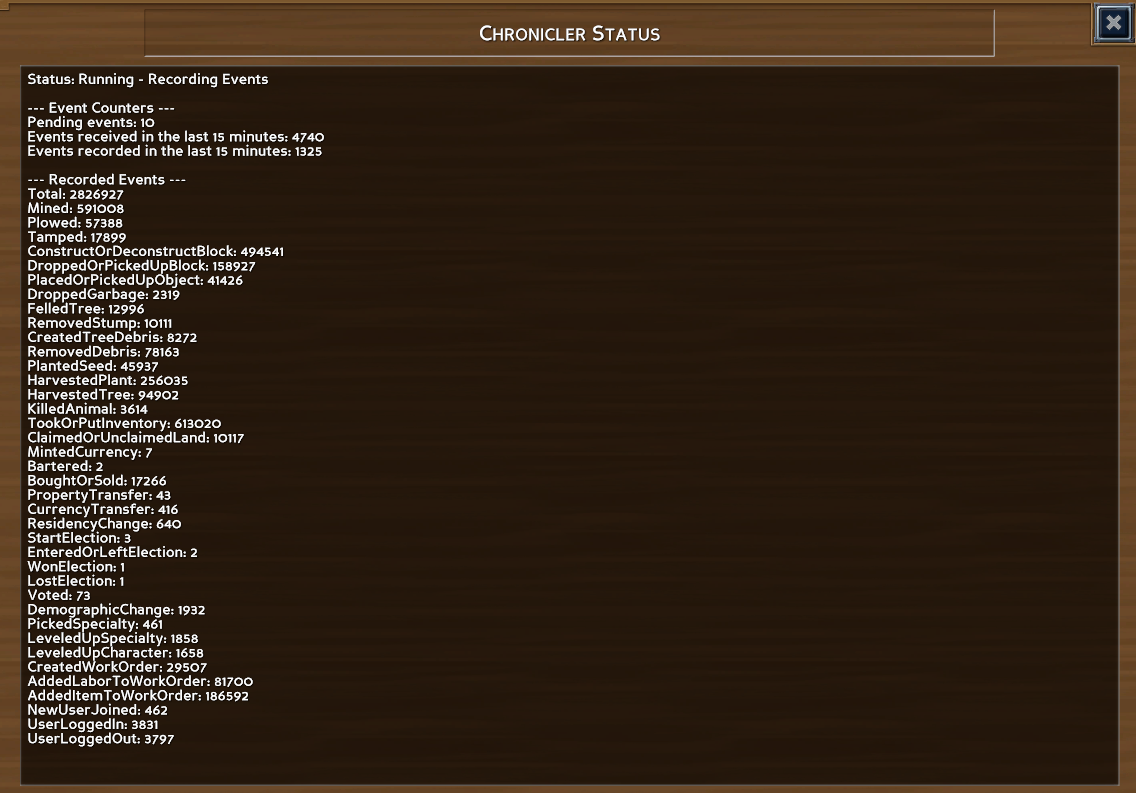 Chronicler Status
Status: Running - Recording Events
--- Event Counters ---
Pending events: 10
Events received in the last 15 minutes: 4740
Events recorded in the last 15 minutes: 1325
--- Recorded Events ---
Total: 2826927
Mined: 591008
Plowed: 57388
Tamped: 17899
ConstructOrDeconstructBlock: 494541
DroppedOrPickedUpBlock: 158927
PlacedOrPickedUpObject: 41426
DroppedGarbage: 2319
FelledTree: 12996
RemovedStump: 10111
CreatedTreeDebris: 8272
RemovedDebris: 78163
PlantedSeed: 45937
HarvestedPlant: 256035
HarvestedTree: 94902
KilledAnimal: 3614
TookOrPutInventory: 613020
ClaimedOrUnclaimedLand: 10117
MintedCurrency: 7
Bartered: 2
BoughtOrSold: 17266
PropertyTransfer: 43
CurrencyTransfer: 416
ResidencyChange: 640
StartElection: 3
EnteredOrLeftElection: 2
WonElection: 1
LostElection: 1
Voted: 73
DemographicChange: 1932
PickedSpecialty: 461
LeveledUpSpecialty: 1858
LeveledUpCharacter: 1658
CreatedWorkOrder: 29507
AddedLaborToWorkOrder: 81700
AddedItemToWorkOrder: 186592
NewUserJoined: 462
UserLoggedIn: 3831
UserLoggedOut: 3797